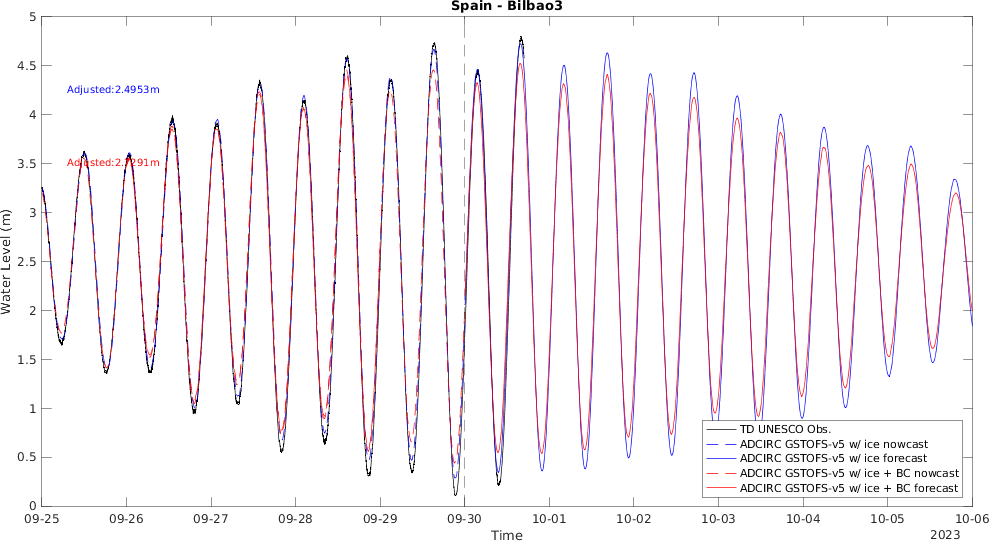 Spain - Bilbao3
5
4.5
4
3.5
3
2.5
2
1.5
1
0.5
0
Water Level (m)
Adjusted:2.4953m
TD UNESCO Obs.
ADCIRC GSTOFS-v5 w/ ice nowcast
ADCIRC GSTOFS-v5 w/ ice forecast
ADCIRC GSTOFS-v5 w/ ice + BC nowcast
ADCIRC GSTOFS-v5 w/ ice + BC forecast
09-25 09-26 09-27 09-28 09-29 09-30 10-01 10-02 10-03 10-04 10-05 10-06
Time
2023